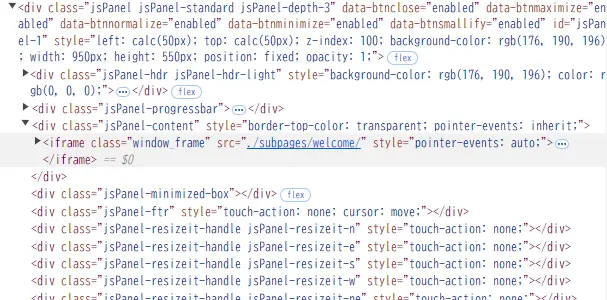 <div class="jsPanel jsPanel-standard jsPanel-depth-3" data-btnclose="enabled" data-btnmaximize="en
abled" data-btnnormalize="enabled" data-btnminimize="enabled" data-btnsmallify="enabled" id="jsPan
el-1" style="left: calc(50px); top: calc(50px); z-index: 100; background-color: rgb(176, 190, 196)
; width: 950px; height: 550px; position: fixed; opacity: 1;"> flex
<div class="jsPanel-hdr jsPanel-hdr-light" style="background-color: rgb(176, 190, 196); color: r
gb(0, 0, 0);"> … </div> flex
<div class="jsPanel-progressbar"> … </div>
<div class="jsPanel-content" style="border-top-color: transparent; pointer-events: inherit;">
<iframe class="window_frame" src="./subpages/welcome/" style="pointer-events: auto;"> …
</iframe> == $0
</div>
<div class="jsPanel-minimized-box"></div> flex
<div class="jsPanel-ftr" style="touch-action: none; cursor: move;"></div>
<div class="jsPanel-resizeit-handle jsPanel-resizeit-n" style="touch-action: none;"></div>
<div class="jsPanel-resizeit-handle jsPanel-resizeit-e" style="touch-action: none;"></div>
<div class="jsPanel-resizeit-handle jsPanel-resizeit-s" style="touch-action: none;"></div>
<div class="jsPanel-resizeit-handle jsPanel-resizeit-w" style="touch-action: none;"></div>
<div class="jsPanel-resizeit-handle jsPanel-resizeit-ne" style="touch-action: none;"></div>